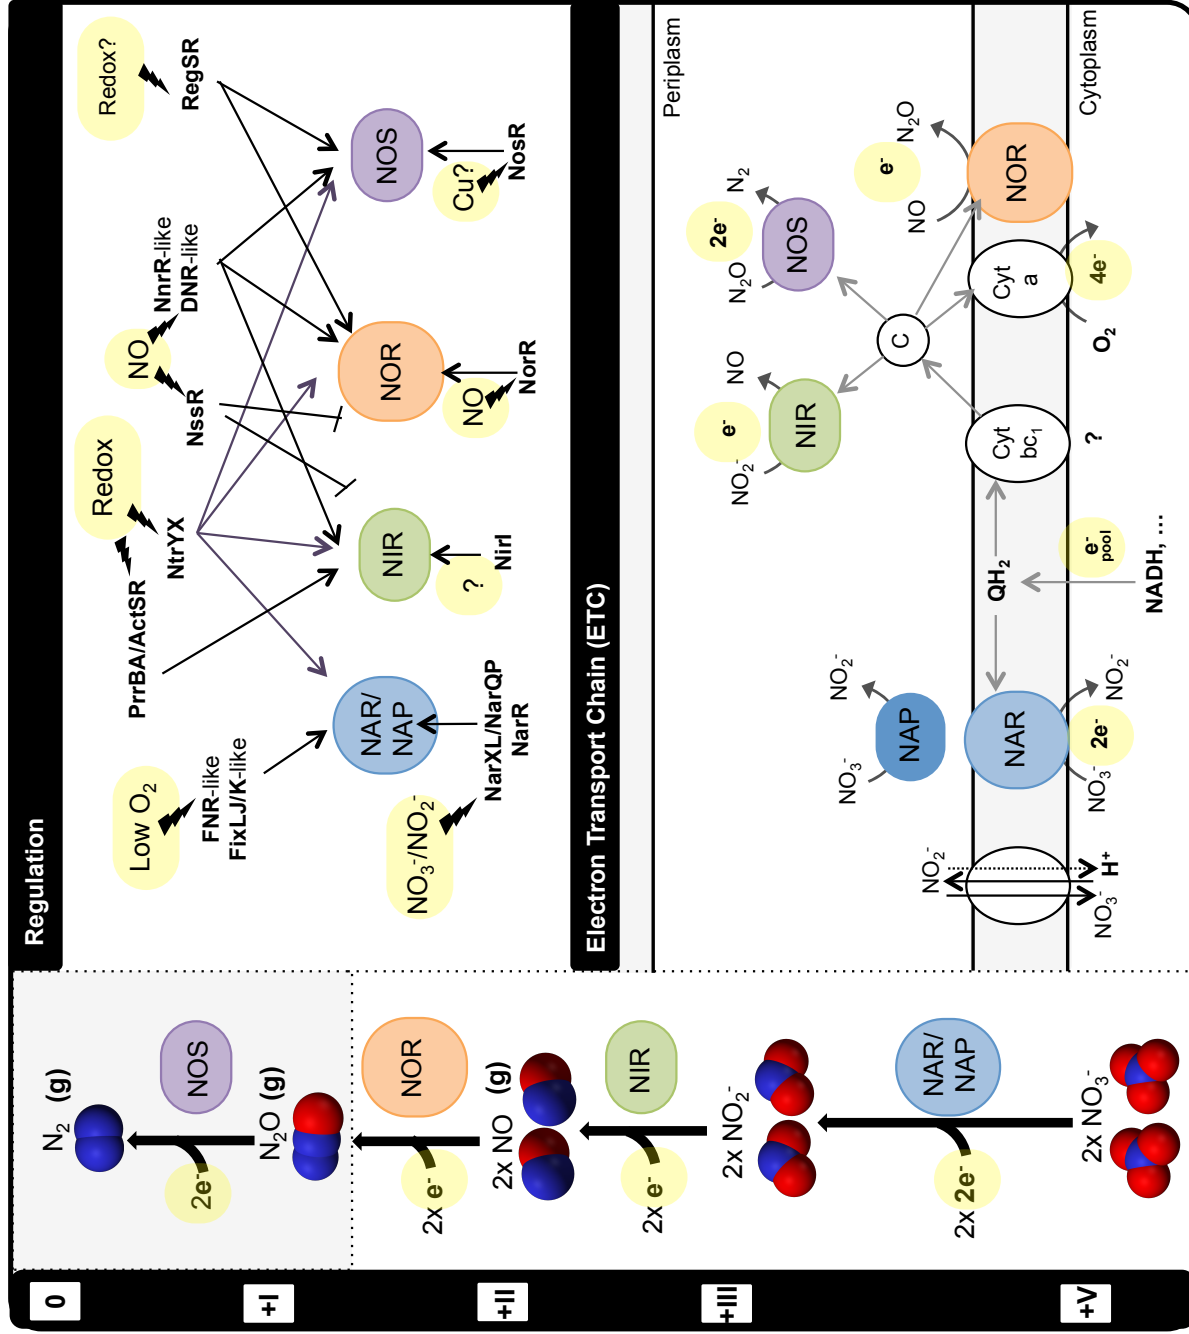 0
+I
+II
+III
+V
N₂ (g)
NOS
2e⁻
N₂O (g)
NOR
2x e⁻
2x NO (g)
NIR
2x e⁻
2x NO₂⁻
NAR/
NAP
2x 2e⁻
2x NO₃⁻
Regulation
Low O₂
FNR-like
FixLJ/K-like
PrrBA/ActSR
Redox
NtrYX
NO
NssR
NnrR-like
DNR-like
Redox?
RegSR
NAR/
NAP
NIR
NOR
NOS
NO₃⁻/NO₂⁻
NarXL/NarQP
NarR
?
NirI
NO
NorR
Cu?
NosR
Electron Transport Chain (ETC)
Periplasm
NO₂⁻
NO₃⁻
H⁺
NO₃⁻
NAP
NO₂⁻
NAR
NO₃⁻
2e⁻
NO₂⁻
QH₂
e⁻
pool
NADH, ...
NO₂⁻
e⁻
NIR
NO
Cyt
bc₁
?
C
N₂O
2e⁻
NOS
N₂
Cyt
a
O₂
4e⁻
NO
e⁻
NOR
N₂O
Cytoplasm